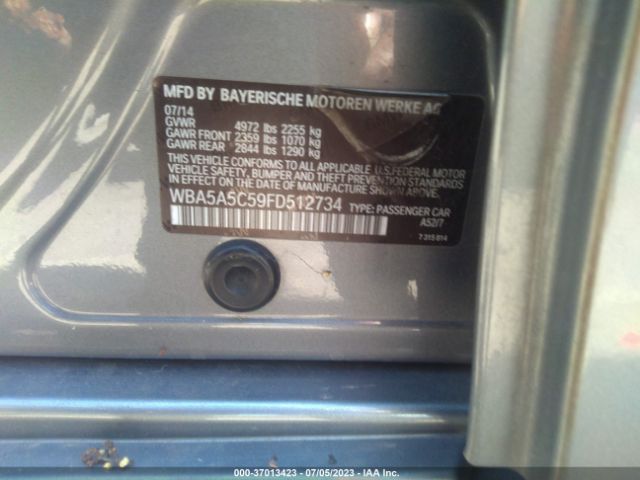 MFD BY BAYERISCHE MOTOREN WERKE AG
07/14
GVWR 4972 lbs 2255 kg
GAWR FRONT 2359 lbs 1070 kg
GAWR REAR 2844 lbs 1290 kg
THIS VEHICLE CONFORMS TO ALL APPLICABLE U.S.FEDERAL MOTOR
VEHICLE SAFETY, BUMPER AND THEFT PREVENTION STANDARDS
IN EFFECT ON THE DATE OF MANUFACTURE SHOWN ABOVE.
WBA5A5C59FD512734 TYPE: PASSENGER CAR
A52/7
7 315 814
000-37013423 - 07/05/2023 - IAA Inc.